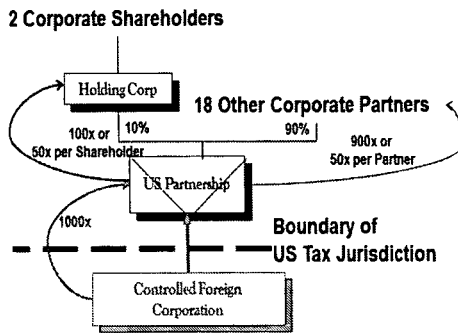 2 Corporate Shareholders
Holding Corp
18 Other Corporate Partners
100x or
50x per Shareholder
10%
90%
900x or
50x per Partner
US Partnership
1000x
Boundary of
US Tax Jurisdiction
Controlled Foreign
Corporation